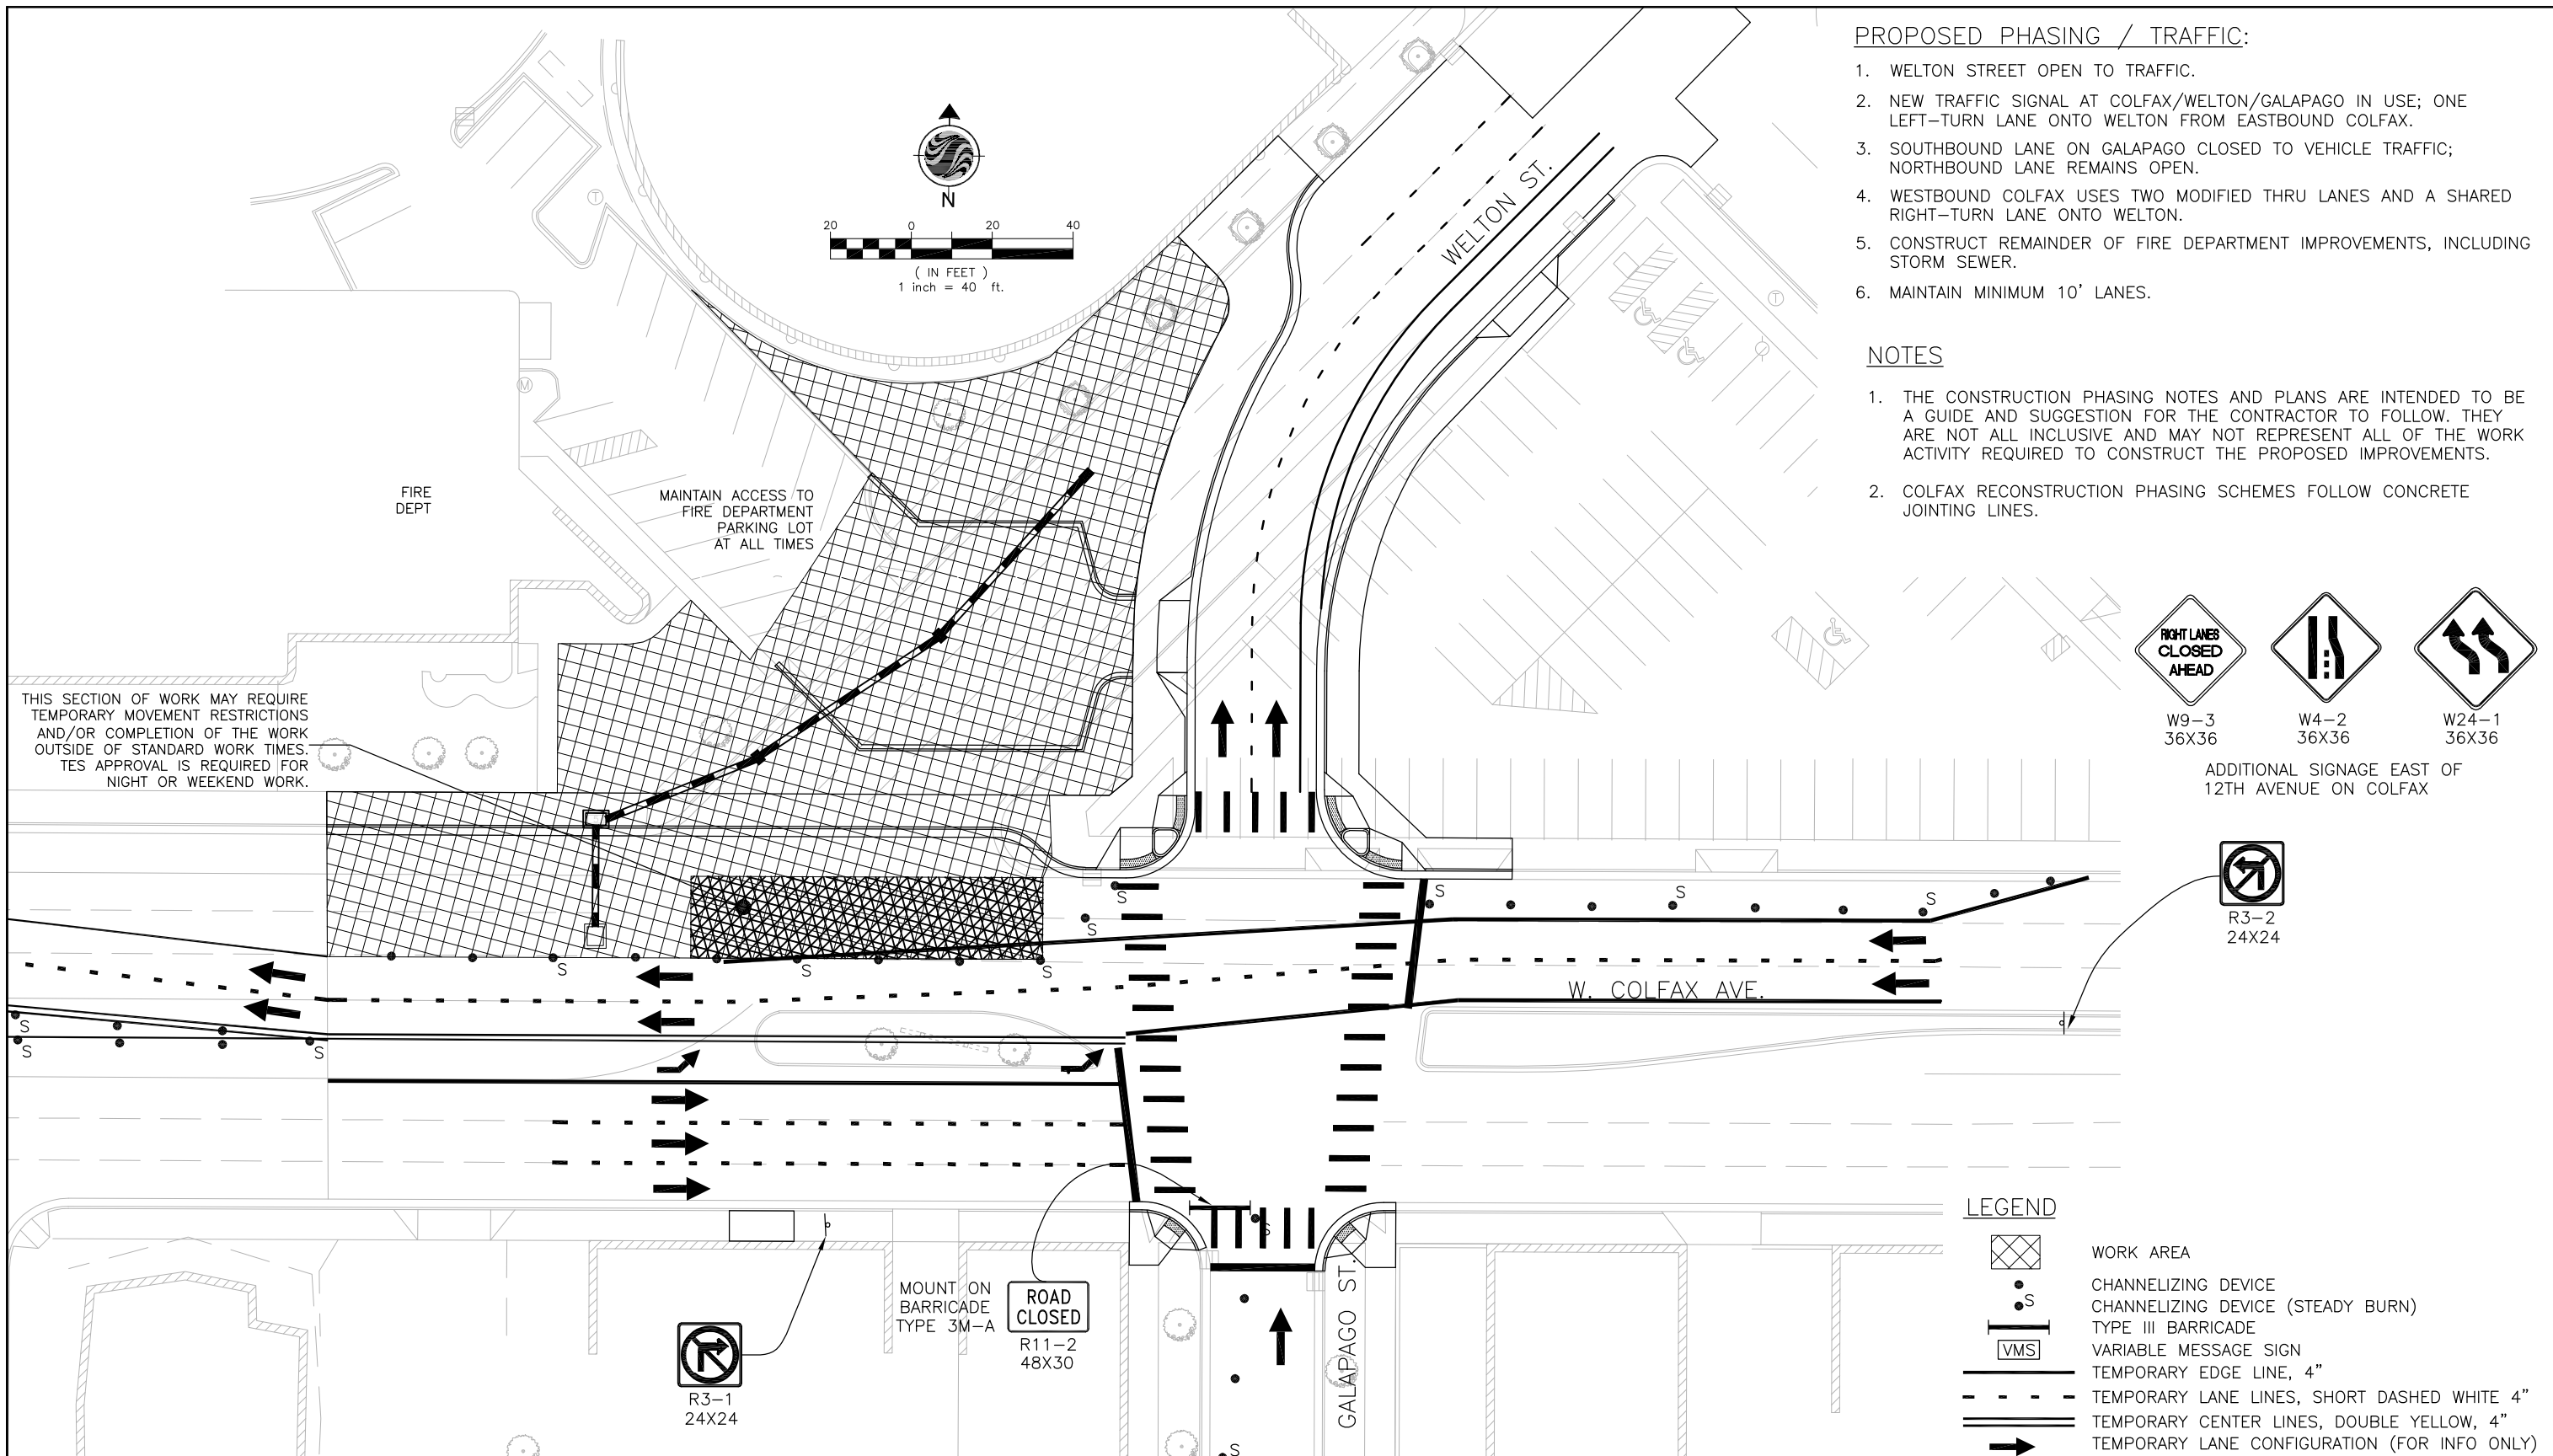 PROPOSED PHASING / TRAFFIC:
1. WELTON STREET OPEN TO TRAFFIC.
2. NEW TRAFFIC SIGNAL AT COLFAX/WELTON/GALAPAGO IN USE; ONE
LEFT-TURN LANE ONTO WELTON FROM EASTBOUND COLFAX.
3. SOUTHBOUND LANE ON GALAPAGO CLOSED TO VEHICLE TRAFFIC;
NORTHBOUND LANE REMAINS OPEN.
4. WESTBOUND COLFAX USES TWO MODIFIED THRU LANES AND A SHARED
RIGHT-TURN LANE ONTO WELTON.
5. CONSTRUCT REMAINDER OF FIRE DEPARTMENT IMPROVEMENTS, INCLUDING
STORM SEWER.
6. MAINTAIN MINIMUM 10' LANES.
NOTES
1. THE CONSTRUCTION PHASING NOTES AND PLANS ARE INTENDED TO BE
A GUIDE AND SUGGESTION FOR THE CONTRACTOR TO FOLLOW. THEY
ARE NOT ALL INCLUSIVE AND MAY NOT REPRESENT ALL OF THE WORK
ACTIVITY REQUIRED TO CONSTRUCT THE PROPOSED IMPROVEMENTS.
2. COLFAX RECONSTRUCTION PHASING SCHEMES FOLLOW CONCRETE
JOINTING LINES.
N
20 0 20 40
( IN FEET )
1 inch = 40 ft.
T
M
T
WELTON ST.
FIRE
DEPT
MAINTAIN ACCESS TO
FIRE DEPARTMENT
PARKING LOT
AT ALL TIMES
THIS SECTION OF WORK MAY REQUIRE
TEMPORARY MOVEMENT RESTRICTIONS
AND/OR COMPLETION OF THE WORK
OUTSIDE OF STANDARD WORK TIMES.
TES APPROVAL IS REQUIRED FOR
NIGHT OR WEEKEND WORK.
RIGHT LANES
CLOSED
AHEAD
W9-3
36X36
W4-2
36X36
W24-1
36X36
ADDITIONAL SIGNAGE EAST OF
12TH AVENUE ON COLFAX
R3-2
24X24
S
S
S
S
S
S
S
S
W. COLFAX AVE.
S
S
S
S
MOUNT ON
BARRICADE
TYPE 3M-A
ROAD
CLOSED
R11-2
48X30
R3-1
24X24
GALAPAGO ST.
S
LEGEND
WORK AREA
CHANNELIZING DEVICE
S CHANNELIZING DEVICE (STEADY BURN)
TYPE III BARRICADE
VMS VARIABLE MESSAGE SIGN
TEMPORARY EDGE LINE, 4"
TEMPORARY LANE LINES, SHORT DASHED WHITE 4"
TEMPORARY CENTER LINES, DOUBLE YELLOW, 4"
TEMPORARY LANE CONFIGURATION (FOR INFO ONLY)